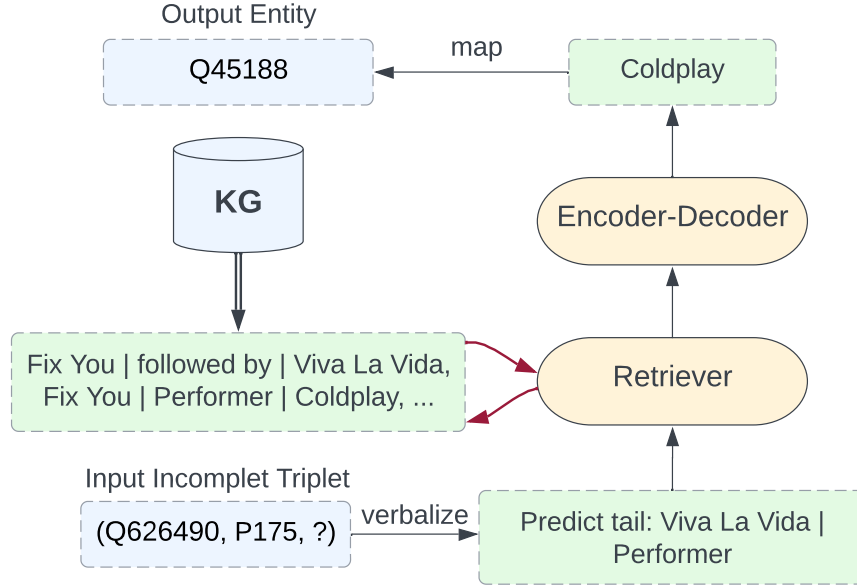 Output Entity
Q45188
map
Coldplay
KG
Encoder-Decoder
Fix You | followed by | Viva La Vida,
Fix You | Performer | Coldplay, ...
Retriever
Input Incomplet Triplet
(Q626490, P175, ?)
verbalize
Predict tail: Viva La Vida |
Performer